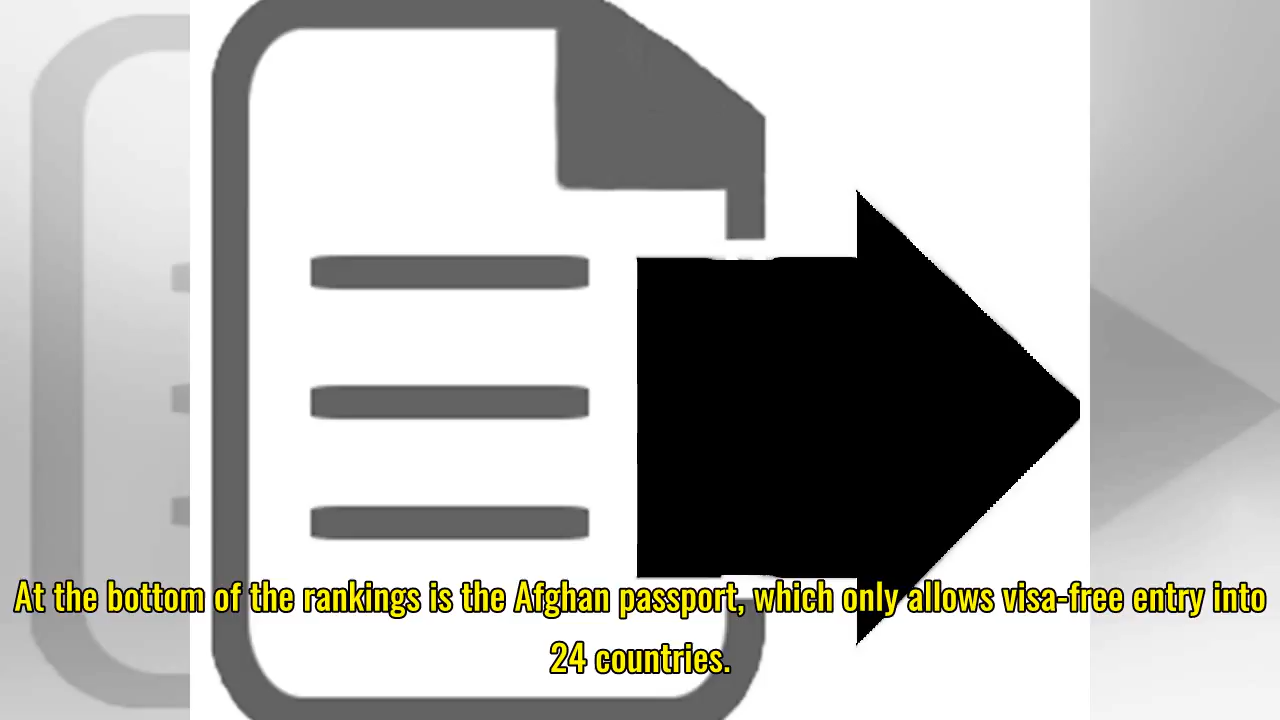 At the bottom of the rankings is the Afghan passport, which only allows visa-free entry into
24 countries.